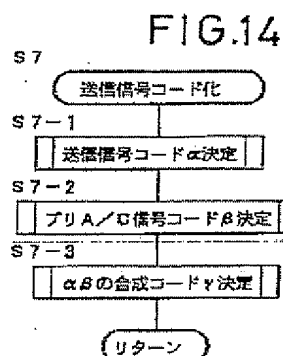 FIG.14
S7
送信信号コード化
S7-1
送信信号コードα決定
S7-2
プリA/C信号コードβ決定
S7-3
αβの合成コードγ決定
リターン